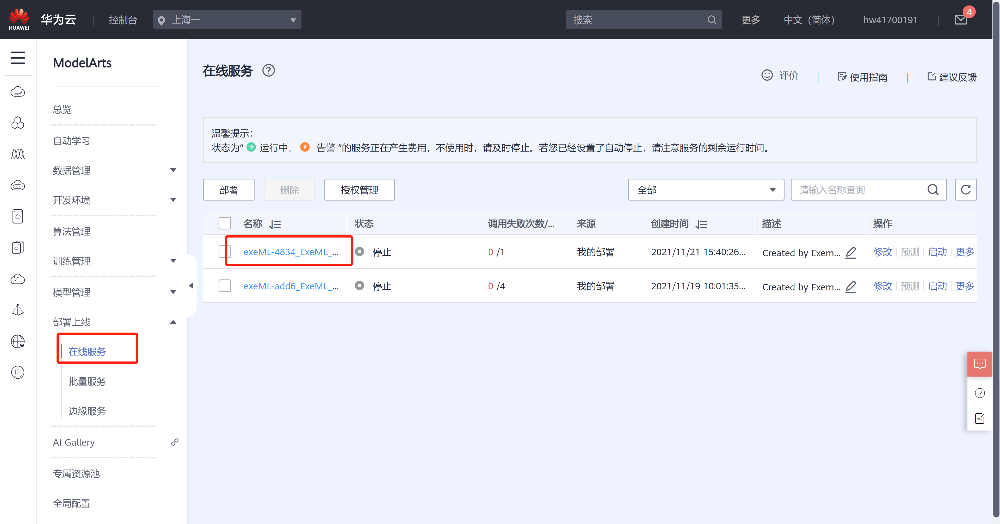 HUAWEI
华为云 控制台 上海一 搜索 更多 中文（简体） hw41700191 4
ModelArts
总览
自动学习
数据管理
开发环境
算法管理
训练管理
模型管理
部署上线
在线服务
批量服务
边缘服务
AI Gallery
专属资源池
全局配置
W
IP
在线服务
评价 | 使用指南 | 建议反馈
温馨提示：
状态为“ 运行中， 告警 ”的服务正在产生费用，不使用时，请及时停止。若您已经设置了自动停止，请注意服务的剩余运行时间。
部署 删除 授权管理 全部 请输入名称查询
名称 状态 调用失败次数/... 来源 创建时间 描述 操作
exeML-4834_ExeML_... 停止 0 /1 我的部署 2021/11/21 15:40:26... Created by Exem... 修改 预测 启动 更多
exeML-add6_ExeML_... 停止 0 /4 我的部署 2021/11/19 10:01:35... Created by Exem... 修改 预测 启动 更多